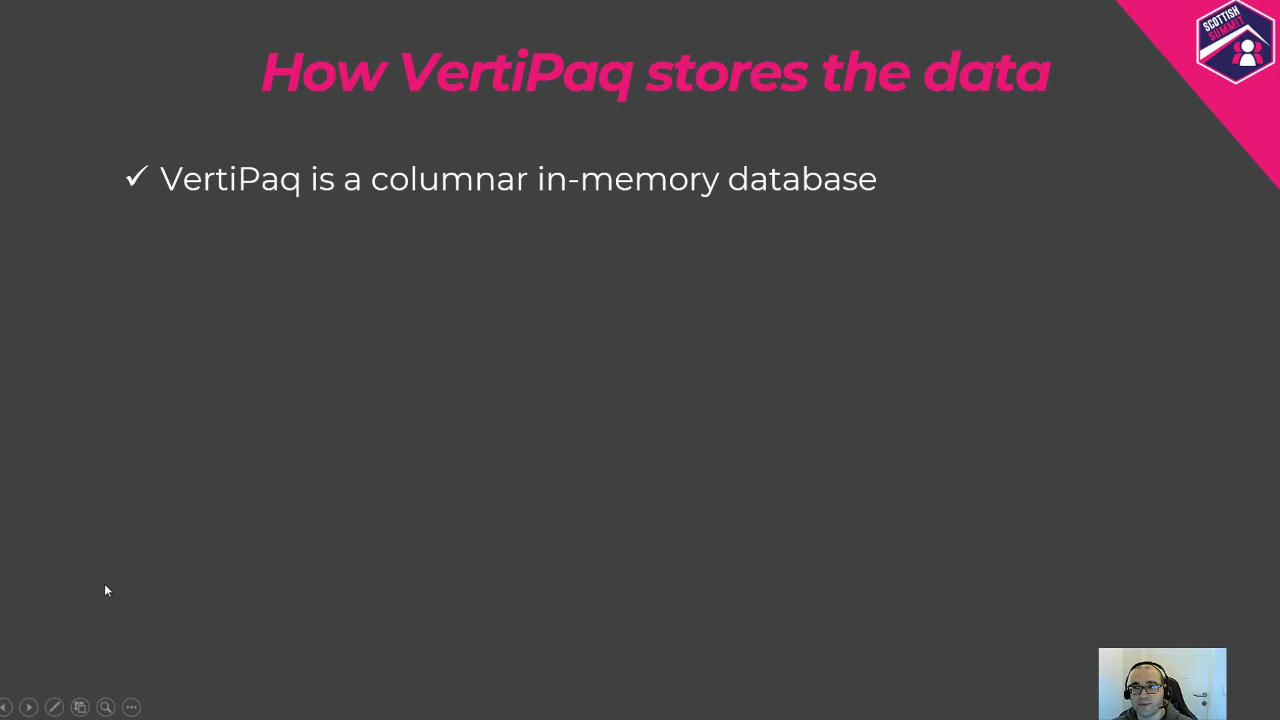 How VertiPaq stores the data
SCOTTISH
SUMMIT
✓ VertiPaq is a columnar in-memory database